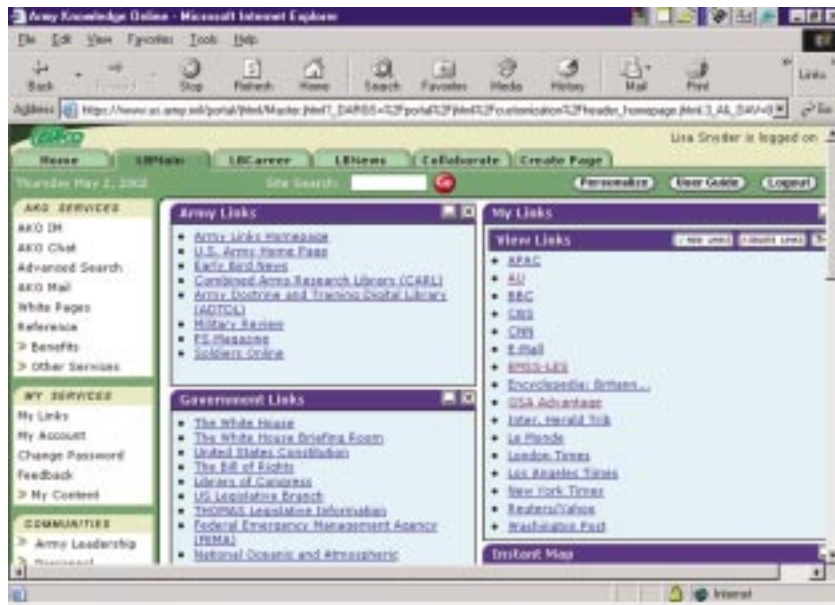 Army Knowledge Online - Microsoft Internet Explorer
File Edit View Favorites Tools Help
Back Forward Stop Refresh Home Search Favorites Media History Mail Print Links
Address
Lisa Snyder is logged on
Home LBMain LBCareer LBNews Collaborate Create Page
Thursday May 2, 2002 Site Search: Go Personalize User Guide Logout
AKO SERVICES
AKO IM
AKO Chat
Advanced Search
AKO Mail
White Pages
Reference
> Benefits
> Other Services
MY SERVICES
My Links
My Account
Change Password
Feedback
> My Content
COMMUNITIES
> Army Leadership
> Personnel
Army Links
Army Links Homepage
U.S. Army Home Page
Early Bird News
Combined Arms Research Library (CARL)
Army Doctrine and Training Digital Library
(ADTDL)
Military Review
PS Magazine
Soldiers Online
Government Links
The White House
The White House Briefing Room
United States Constitution
The Bill of Rights
Library of Congress
US Legislative Branch
THOMAS Legislative Information
Federal Emergency Management Agency
(FEMA)
National Oceanic and Atmospheric
My Links
View Links
APAC
AU
BBC
CBS
CNN
E-Mail
EMSS-LES
Encyclopedia: Britann...
GSA Advantage
Inter. Herald Trib
Le Monde
London Times
Los Angeles Times
New York Times
Reuters/Yahoo
Washington Post
Instant Map
Internet